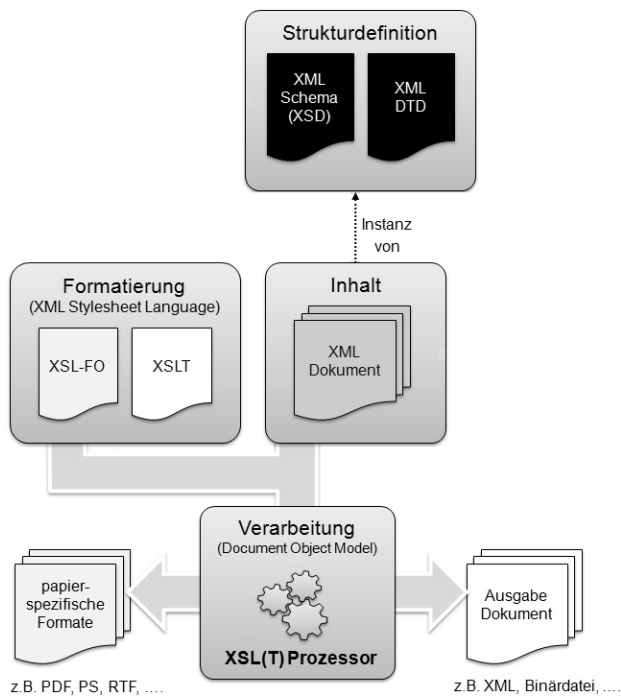 Strukturdefinition
XML
Schema
(XSD)
XML
DTD
Instanz
von
Formatierung
(XML Stylesheet Language)
XSL-FO
XSLT
Inhalt
XML
Dokument
Verarbeitung
(Document Object Model)
XSL(T) Prozessor
papier-
spezifische
Formate
z.B. PDF, PS, RTF, ....
Ausgabe
Dokument
z.B. XML, Binärdatei, ....